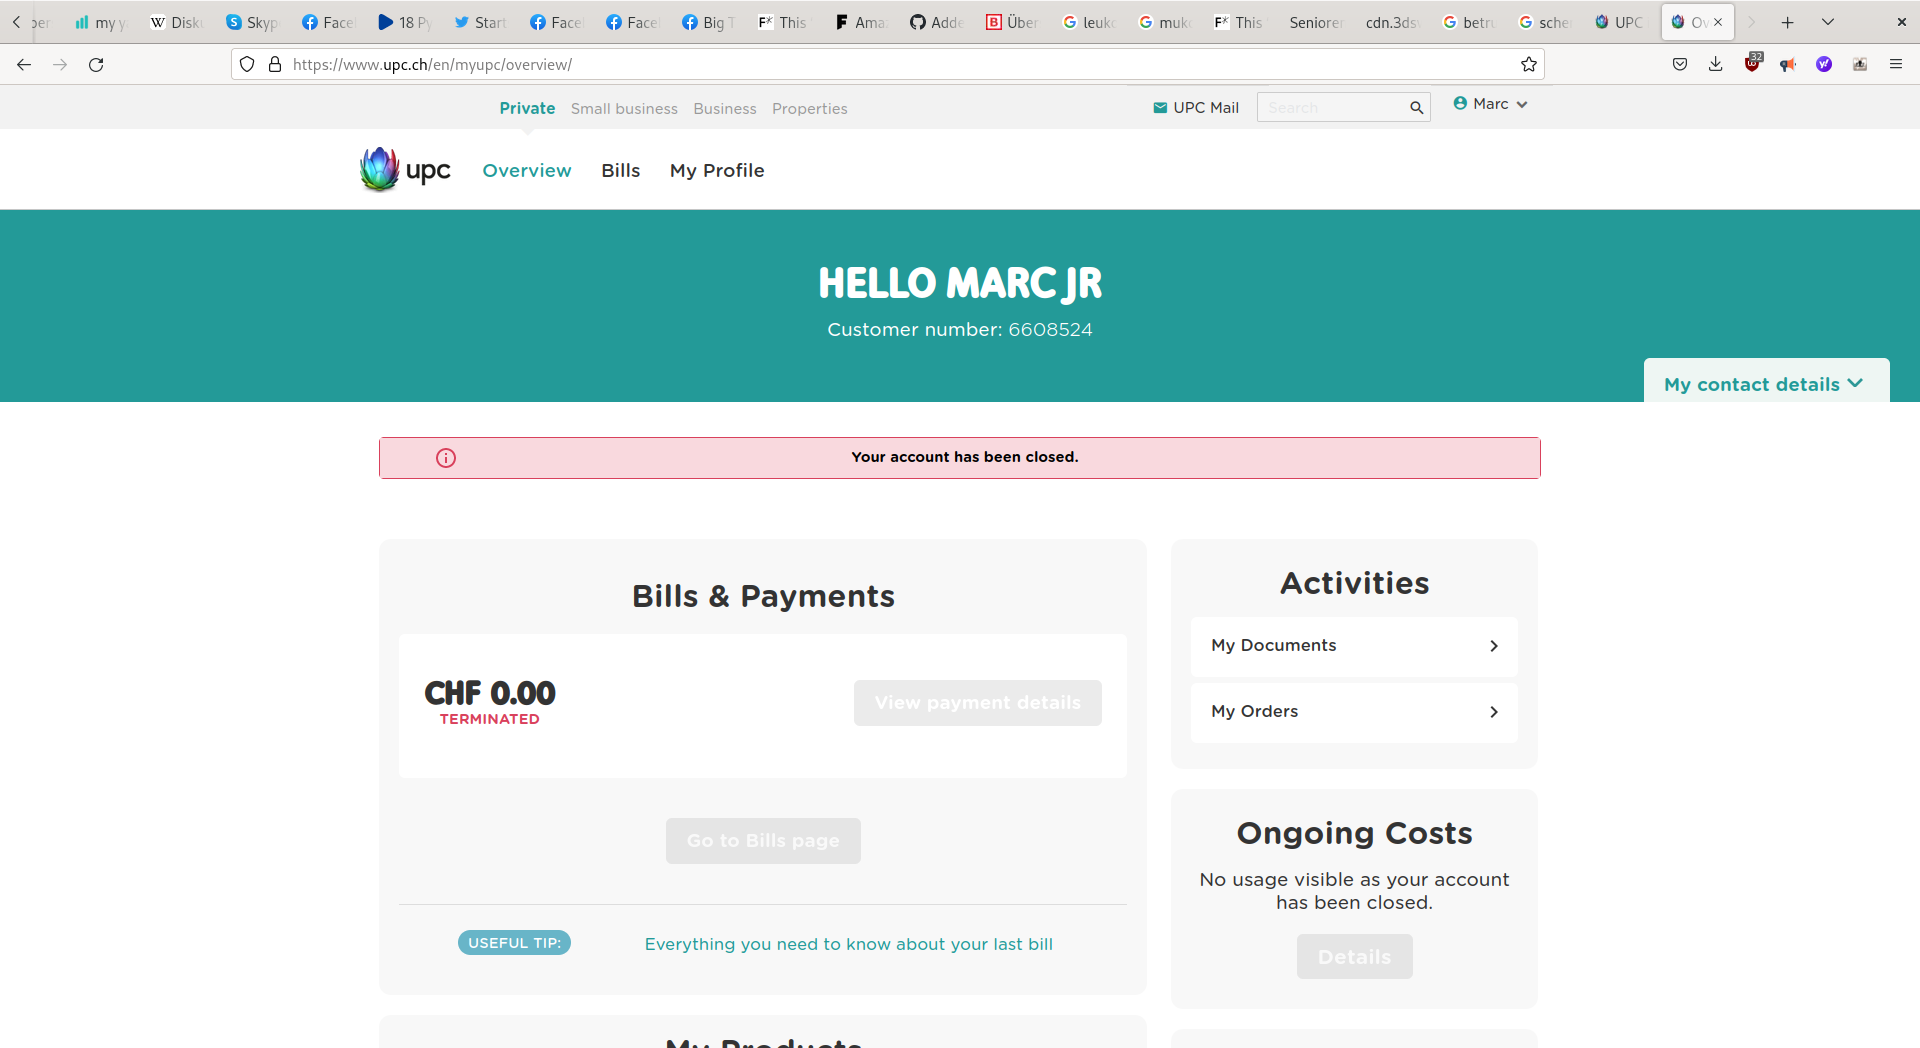 my
Disk
Skyp
Face
18 Py
Start
Face
Face
Big T
This
Ama
Adde
Über
leuk
muk
This
Senioren
cdn.3ds
betr
sche
UPC
Ov
https://www.upc.ch/en/myupc/overview/
32
Private Small business Business Properties
UPC Mail
Search
Marc
upc
Overview Bills My Profile
HELLO MARC JR
Customer number: 6608524
My contact details
Your account has been closed.
Bills & Payments
CHF 0.00
TERMINATED
View payment details
Go to Bills page
USEFUL TIP:
Everything you need to know about your last bill
My Products
Activities
My Documents
My Orders
Ongoing Costs
No usage visible as your account
has been closed.
Details